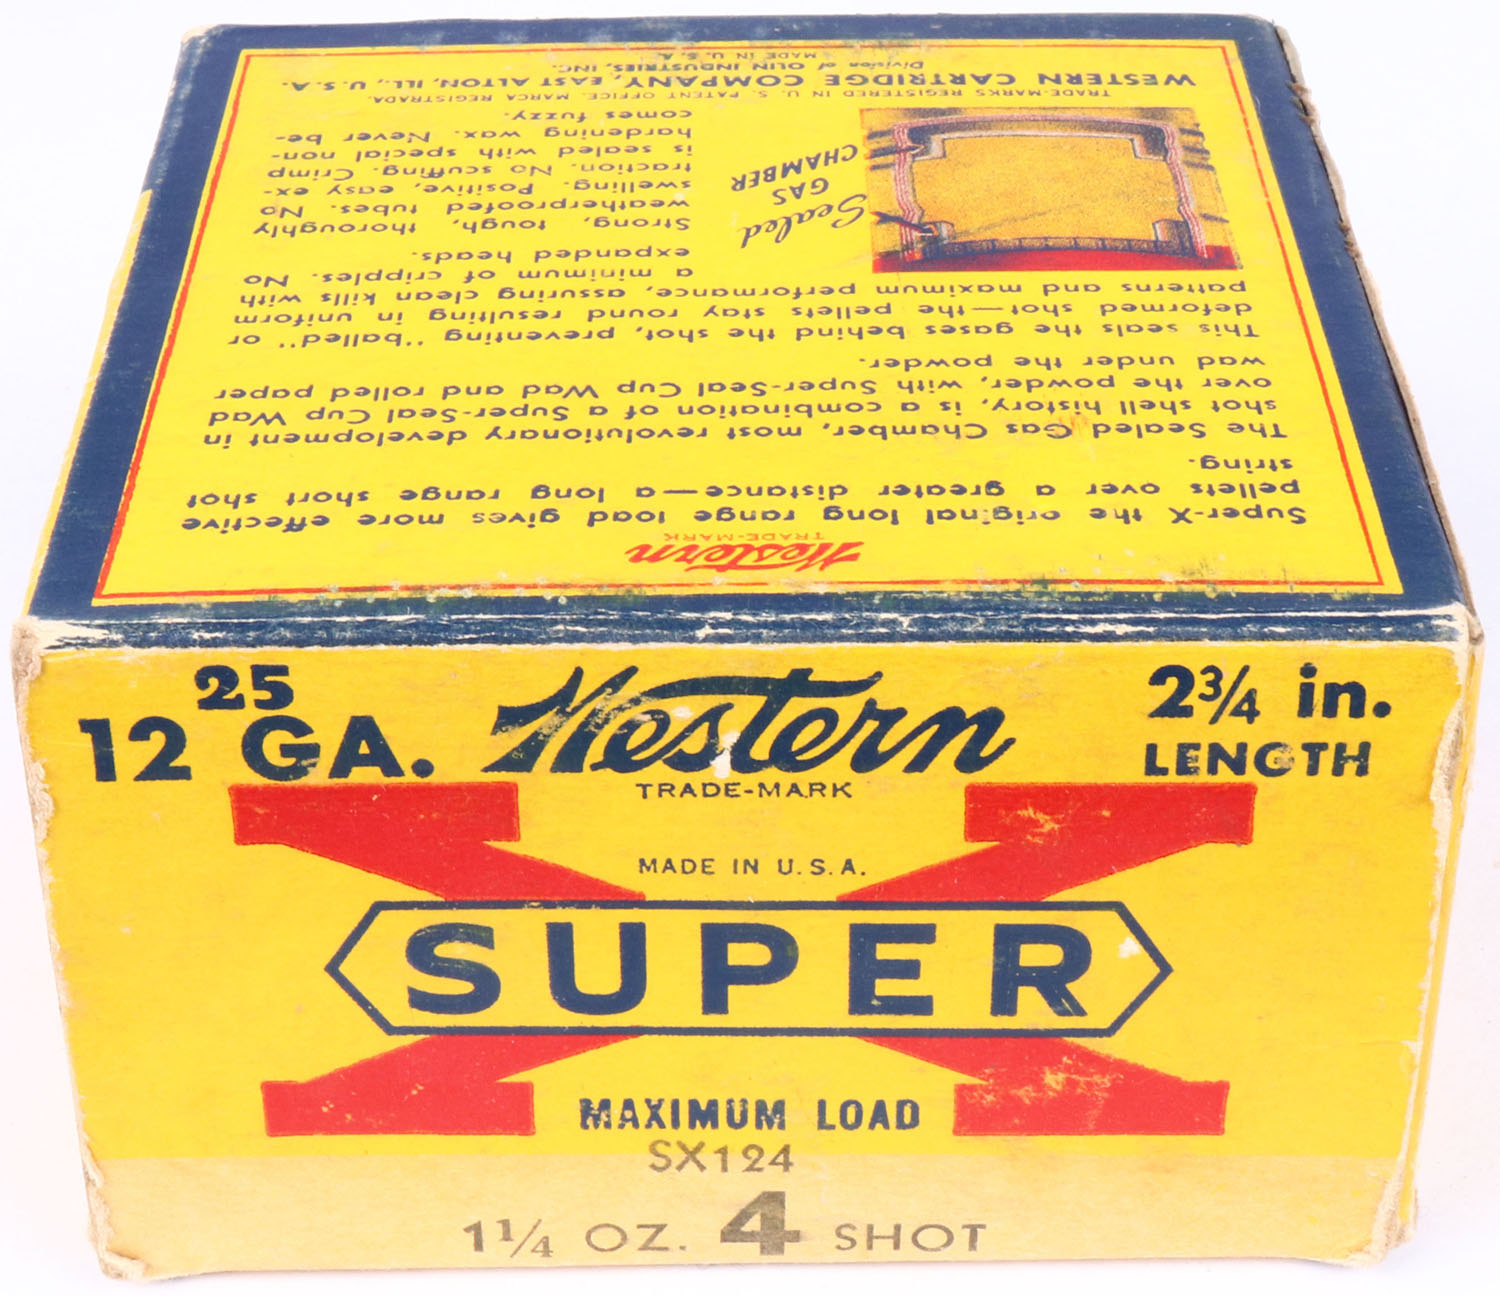 Western
TRADE-MARK
Super-X the original long range load gives more effective
pellets over a greater distance—a long range short shot
string.
The Sealed Gas Chamber, most revolutionary development in
shot shell history, is a combination of a Super-Seal Cup Wad
over the powder, with Super-Seal Cup Wad and rolled paper
wad under the powder.
This seals the gases behind the shot, preventing "balled" or
deformed shot—the pellets stay round resulting in uniform
patterns and maximum performance, assuring clean kills with
a minimum of cripples. No
expanded heads.
Strong, tough, thoroughly
weatherproofed tubes. No
swelling. Positive, easy ex-
traction. No scuffing. Crimp
is sealed with special non-
hardening wax. Never be-
comes fuzzy.
Sealed
GAS
CHAMBER
TRADE-MARKS REGISTERED IN U. S. PATENT OFFICE. MARCA REGISTRADA.
WESTERN CARTRIDGE COMPANY, EAST ALTON, ILL., U.S.A.
Division of OLIN INDUSTRIES, INC.
MADE IN U.S.A.
25
12 GA.
Western
TRADE-MARK
2¾ in.
LENGTH
MADE IN U.S.A.
X
SUPER
MAXIMUM LOAD
SX124
1¼ OZ. 4 SHOT